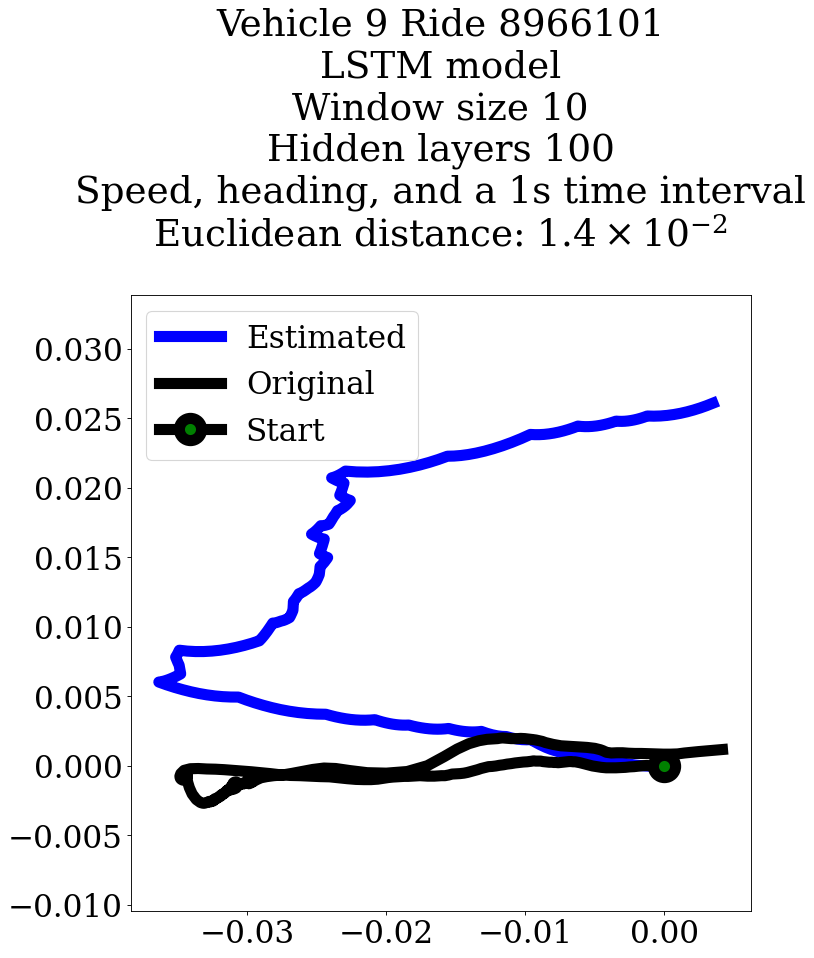 Vehicle 9 Ride 8966101
LSTM model
Window size 10
Hidden layers 100
Speed, heading, and a 1s time interval
Euclidean distance: 1.4 × 10⁻²
Estimated
Original
Start
0.030
0.025
0.020
0.015
0.010
0.005
0.000
−0.005
−0.010
−0.03 −0.02 −0.01 0.00